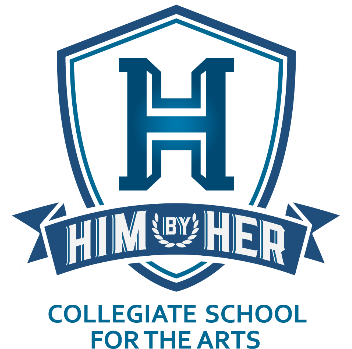 H
HIM BY HER
COLLEGIATE SCHOOL
FOR THE ARTS